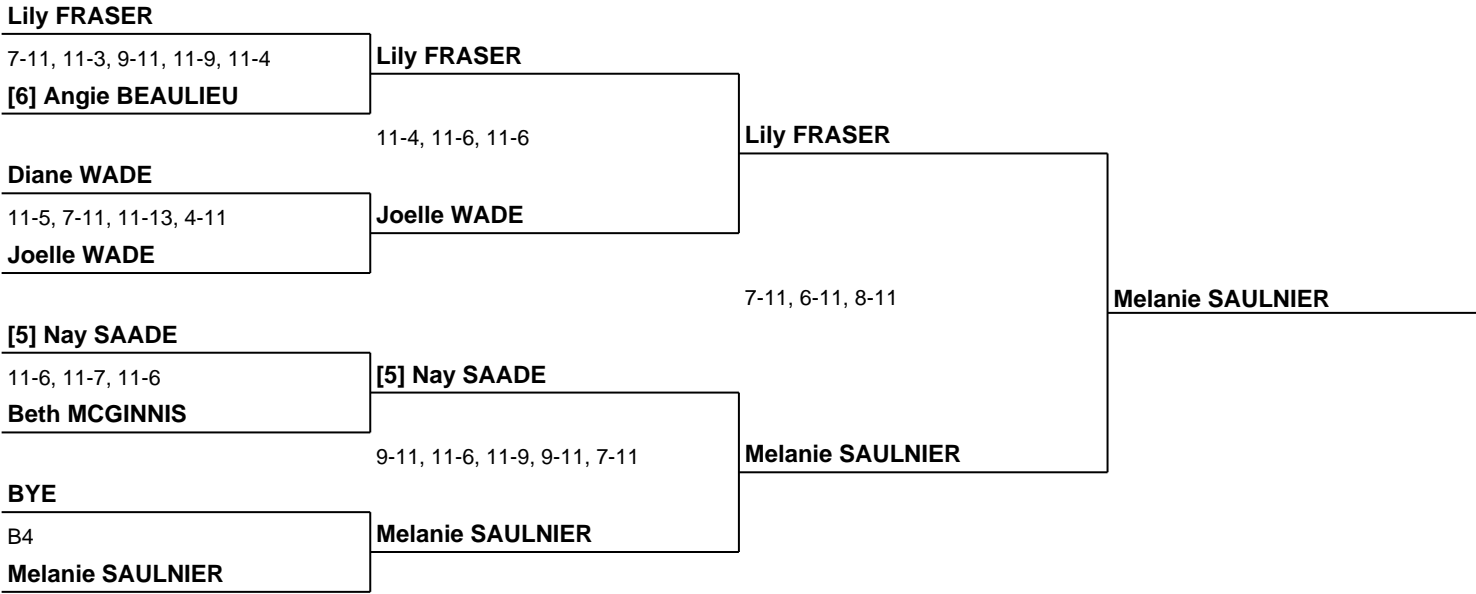 Lily FRASER
7-11, 11-3, 9-11, 11-9, 11-4
[6] Angie BEAULIEU
Diane WADE
11-5, 7-11, 11-13, 4-11
Joelle WADE
[5] Nay SAADE
11-6, 11-7, 11-6
Beth MCGINNIS
BYE
B4
Melanie SAULNIER
Lily FRASER
11-4, 11-6, 11-6
Joelle WADE
[5] Nay SAADE
9-11, 11-6, 11-9, 9-11, 7-11
Melanie SAULNIER
Lily FRASER
7-11, 6-11, 8-11
Melanie SAULNIER
Melanie SAULNIER